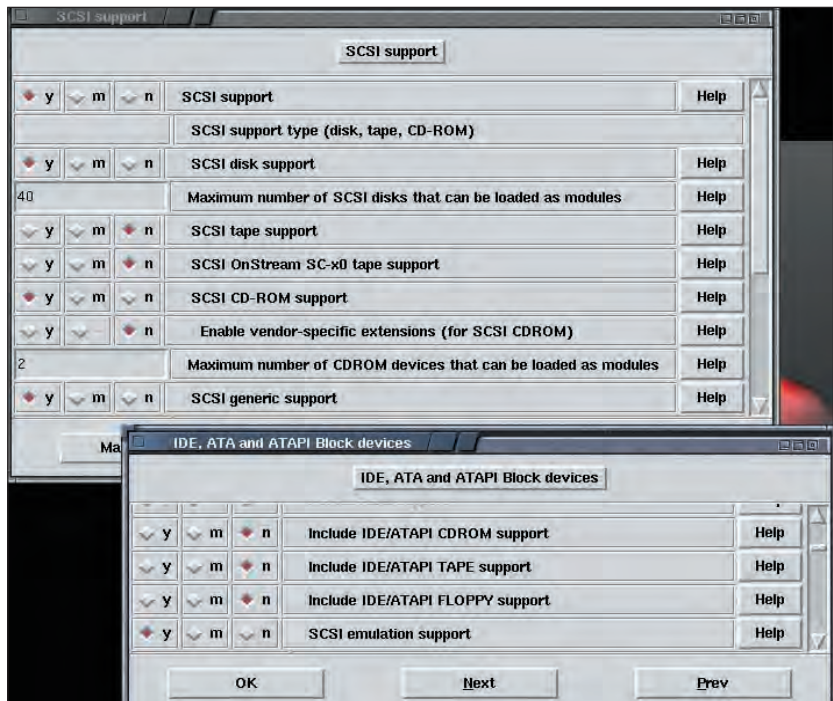 SCSI support
SCSI support
y m n SCSI support Help
SCSI support type (disk, tape, CD-ROM)
y m n SCSI disk support Help
40 Maximum number of SCSI disks that can be loaded as modules Help
y m n SCSI tape support Help
y m n SCSI OnStream SC-x0 tape support Help
y m n SCSI CD-ROM support Help
y n Enable vendor-specific extensions (for SCSI CDROM) Help
2 Maximum number of CDROM devices that can be loaded as modules Help
y m n SCSI generic support Help
Ma
IDE, ATA and ATAPI Block devices
IDE, ATA and ATAPI Block devices
y m n Include IDE/ATAPI CDROM support Help
y m n Include IDE/ATAPI TAPE support Help
y m n Include IDE/ATAPI FLOPPY support Help
y m n SCSI emulation support Help
OK Next Prev